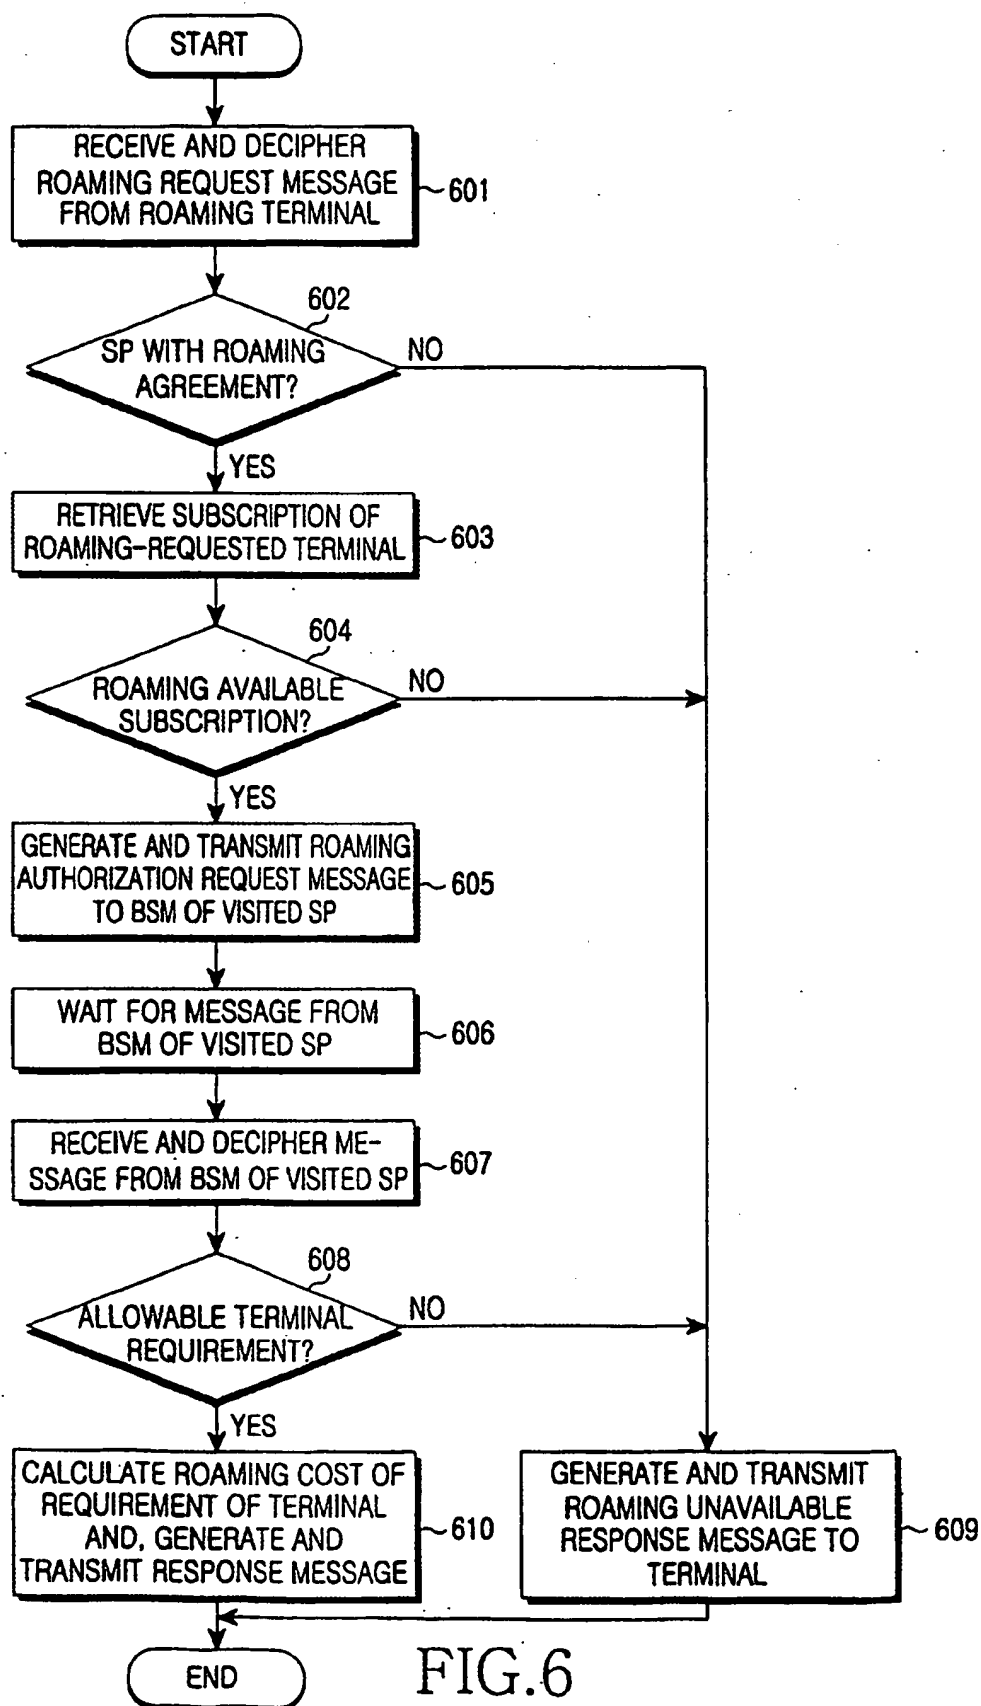 START
RECEIVE AND DECIPHER
ROAMING REQUEST MESSAGE
FROM ROAMING TERMINAL
601
602
SP WITH ROAMING
AGREEMENT?
NO
YES
RETRIEVE SUBSCRIPTION OF
ROAMING-REQUESTED TERMINAL
603
604
ROAMING AVAILABLE
SUBSCRIPTION?
NO
YES
GENERATE AND TRANSMIT ROAMING
AUTHORIZATION REQUEST MESSAGE
TO BSM OF VISITED SP
605
WAIT FOR MESSAGE FROM
BSM OF VISITED SP
606
RECEIVE AND DECIPHER ME-
SSAGE FROM BSM OF VISITED SP
607
608
ALLOWABLE TERMINAL
REQUIREMENT?
NO
YES
CALCULATE ROAMING COST OF
REQUIREMENT OF TERMINAL
AND, GENERATE AND
TRANSMIT RESPONSE MESSAGE
610
GENERATE AND TRANSMIT
ROAMING UNAVAILABLE
RESPONSE MESSAGE TO
TERMINAL
609
END
FIG.6